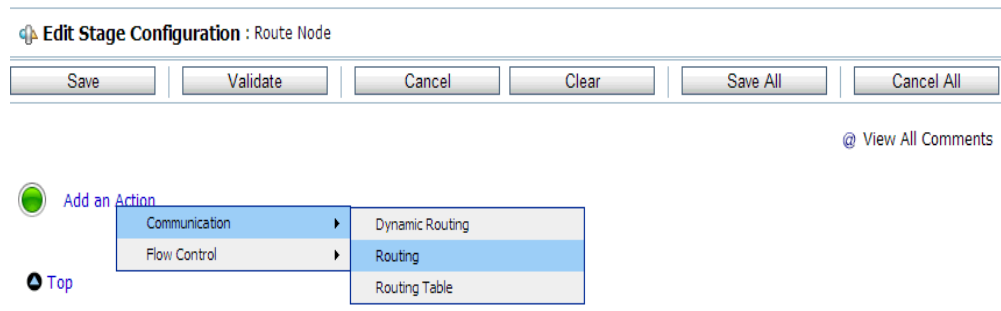 Edit Stage Configuration : Route Node
Save Validate Cancel Clear Save All Cancel All
@ View All Comments
Add an Action
Communication Dynamic Routing
Flow Control Routing
Top Routing Table